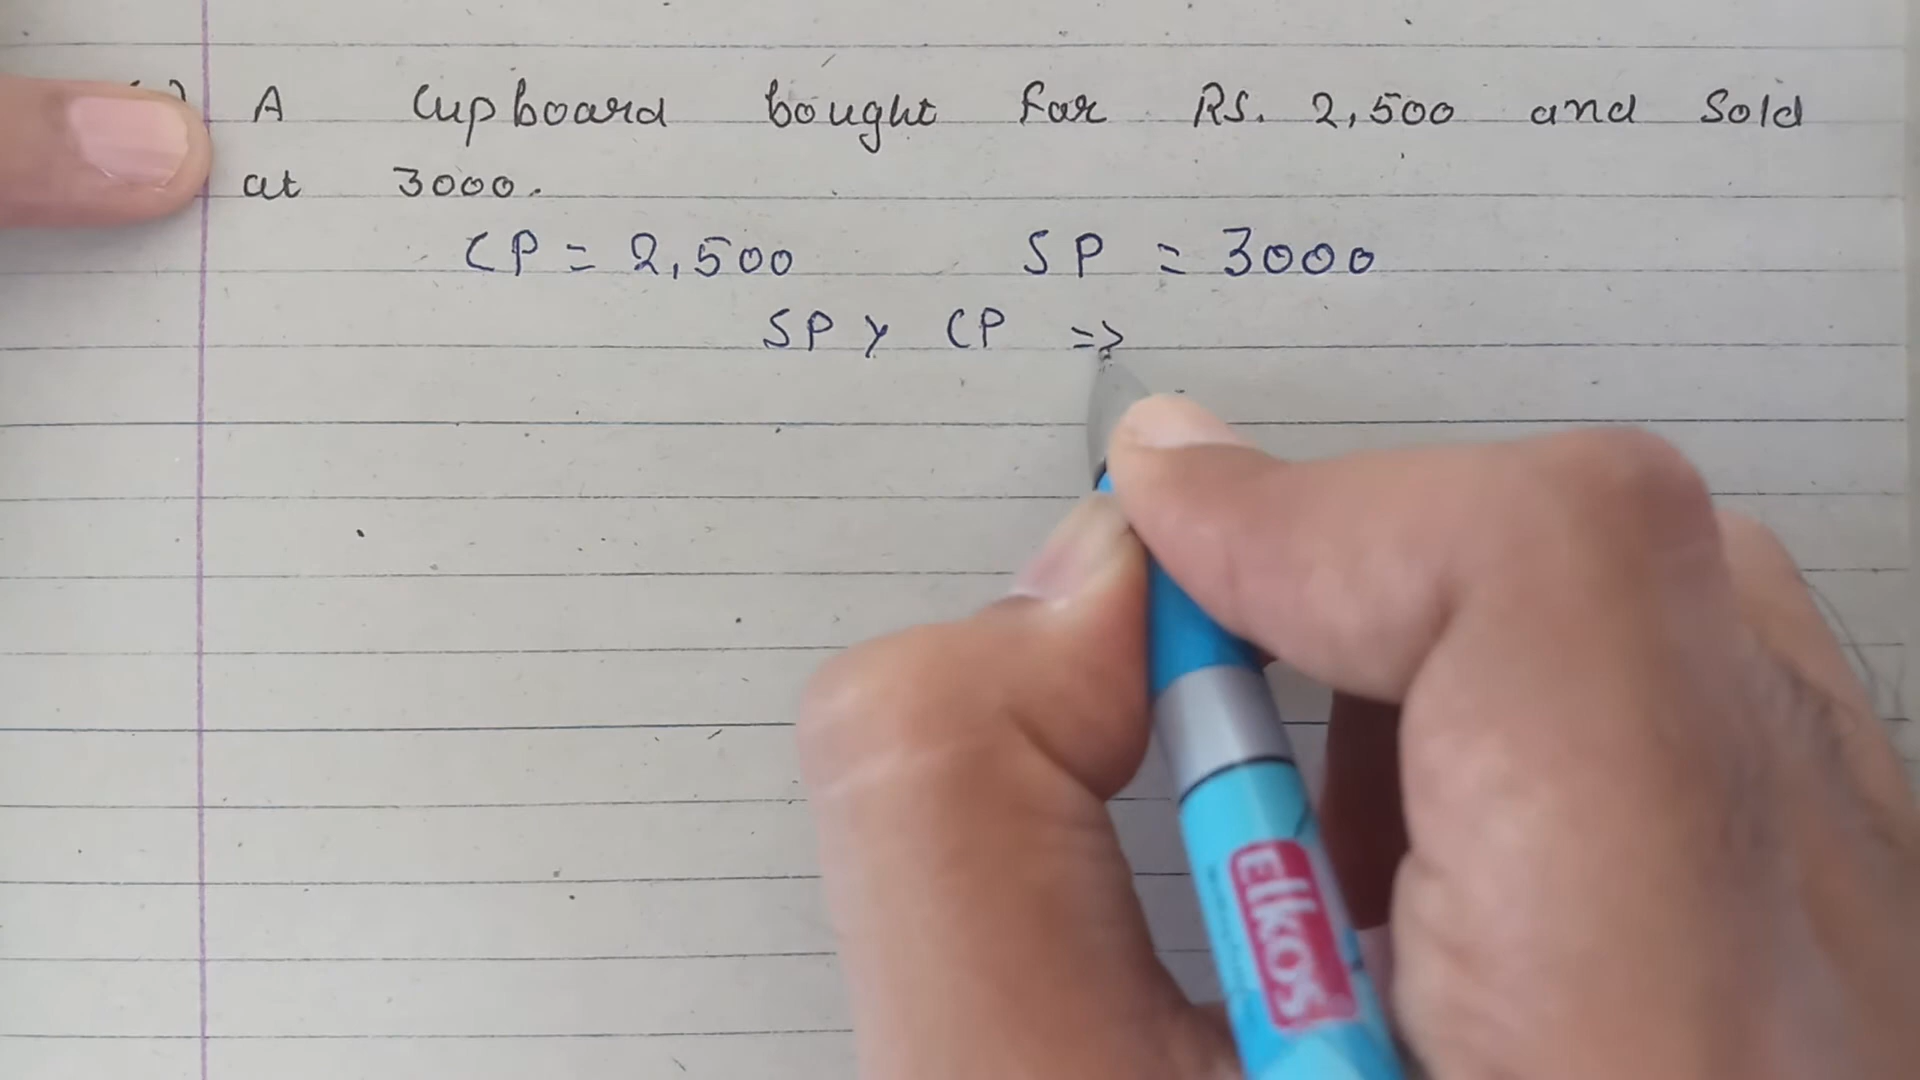 A Cupboard bought for RS. 2,500 and Sold
at 3000.
CP = 2,500 SP = 3000
SP > CP =>
elkos